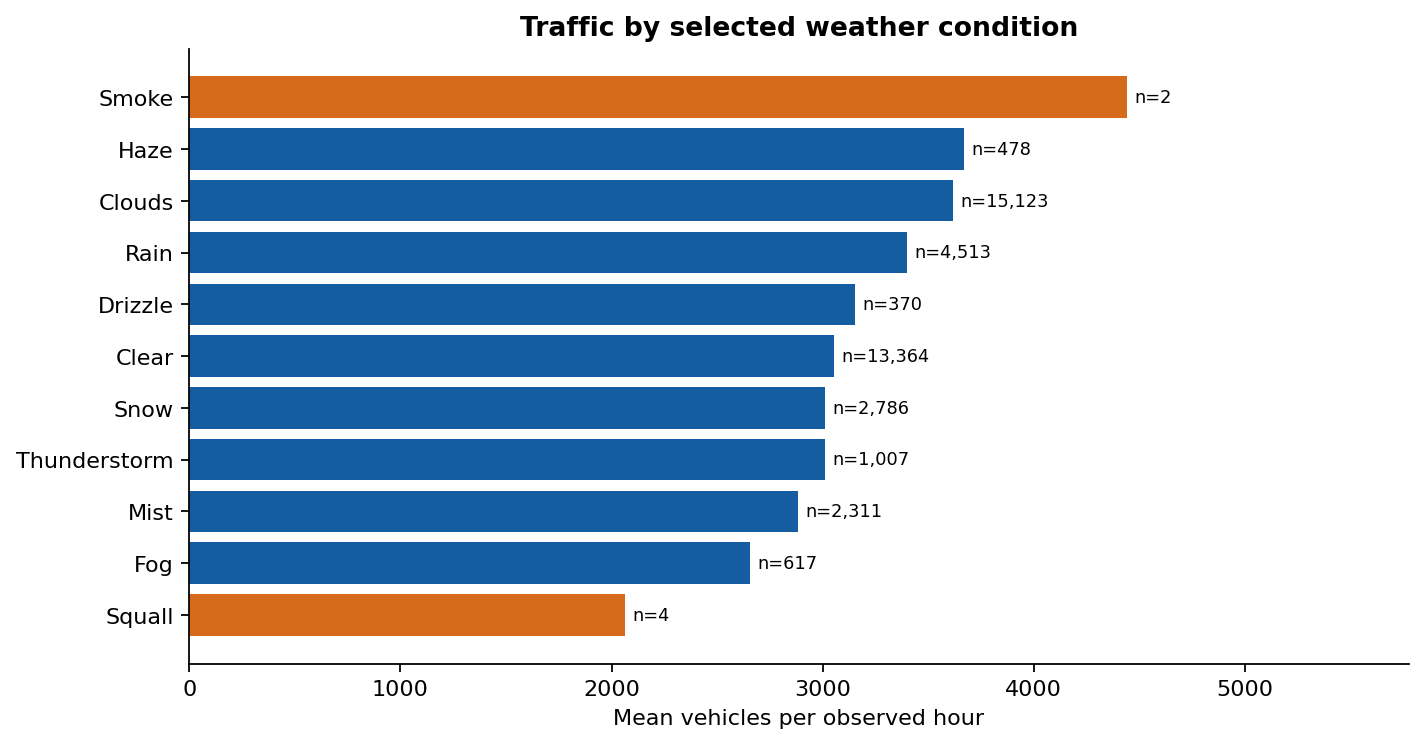 Traffic by selected weather condition
Smoke n=2
Haze n=478
Clouds n=15,123
Rain n=4,513
Drizzle n=370
Clear n=13,364
Snow n=2,786
Thunderstorm n=1,007
Mist n=2,311
Fog n=617
Squall n=4
0 1000 2000 3000 4000 5000
Mean vehicles per observed hour